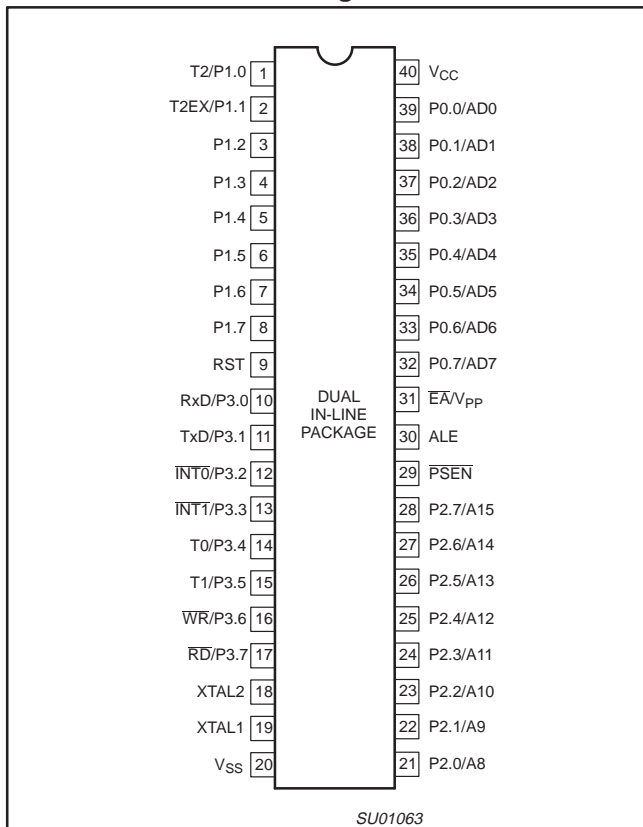 T2/P1.0 1
T2EX/P1.1 2
P1.2 3
P1.3 4
P1.4 5
P1.5 6
P1.6 7
P1.7 8
RST 9
RxD/P3.0 10
TxD/P3.1 11
I̅N̅T̅0̅/P3.2 12
I̅N̅T̅1̅/P3.3 13
T0/P3.4 14
T1/P3.5 15
W̅R̅/P3.6 16
R̅D̅/P3.7 17
XTAL2 18
XTAL1 19
VSS 20
DUAL
IN-LINE
PACKAGE
40 VCC
39 P0.0/AD0
38 P0.1/AD1
37 P0.2/AD2
36 P0.3/AD3
35 P0.4/AD4
34 P0.5/AD5
33 P0.6/AD6
32 P0.7/AD7
31 E̅A̅/VPP
30 ALE
29 P̅S̅E̅N̅
28 P2.7/A15
27 P2.6/A14
26 P2.5/A13
25 P2.4/A12
24 P2.3/A11
23 P2.2/A10
22 P2.1/A9
21 P2.0/A8
SU01063